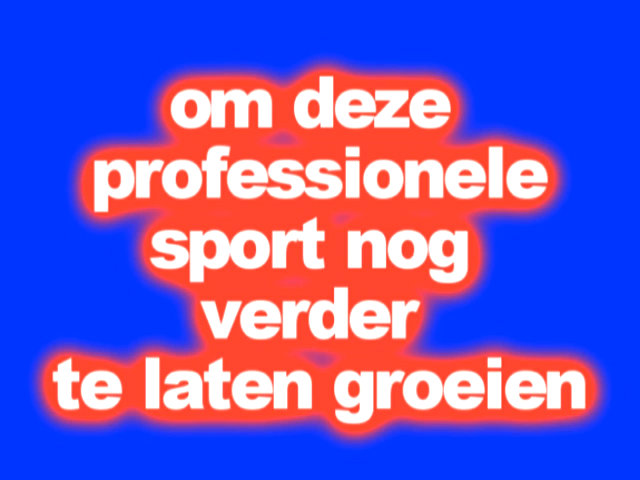 om deze
professionele
sport nog
verder
te laten groeien